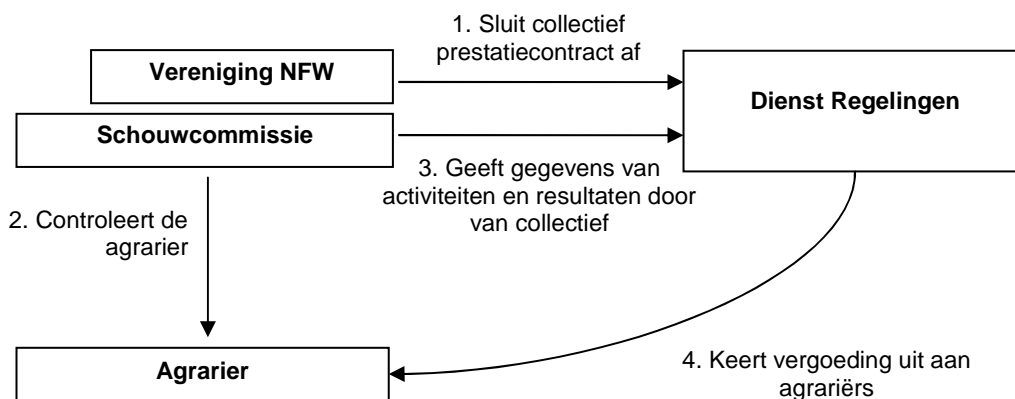 1. Sluit collectief
prestatiecontract af
Vereniging NFW
Dienst Regelingen
Schouwcommissie
3. Geeft gegevens van
activiteiten en resultaten door
van collectief
2. Controleert de
agrarier
Agrarier
4. Keert vergoeding uit aan
agrariërs